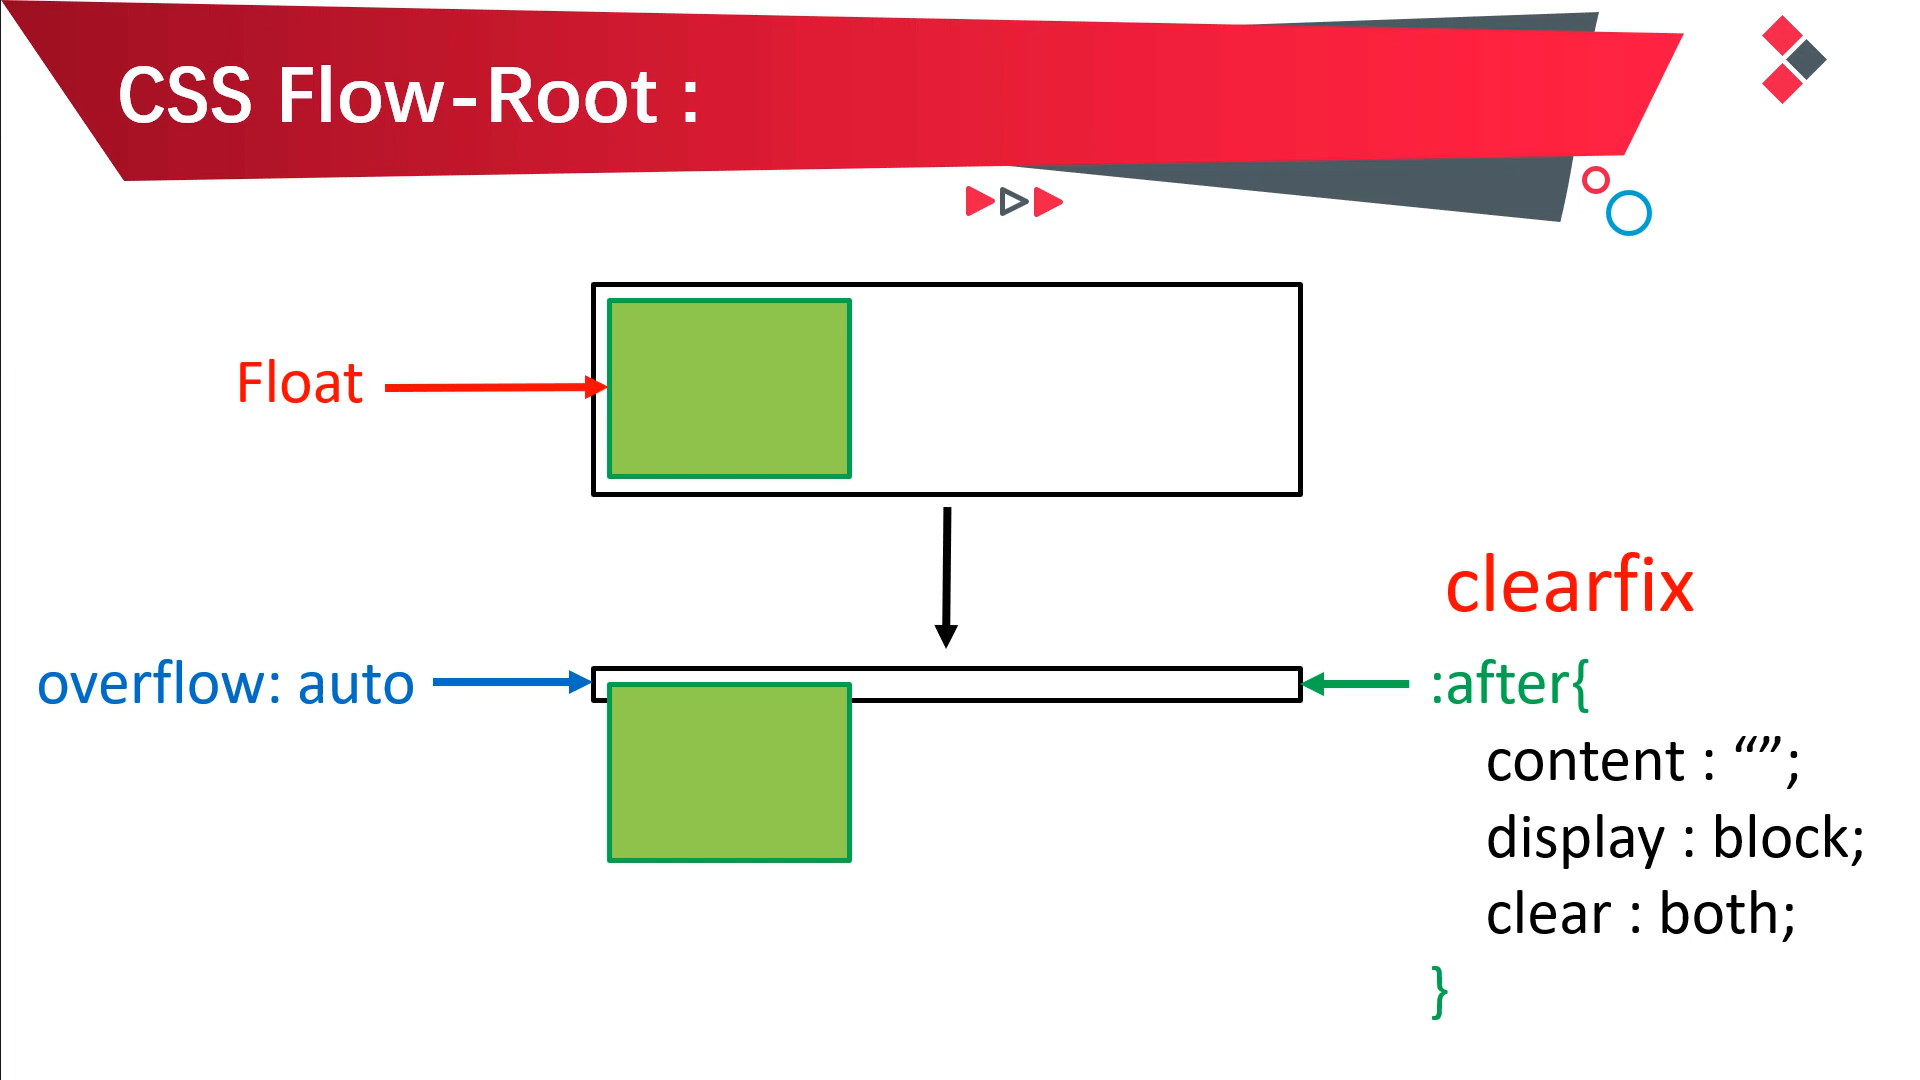 CSS Flow-Root :
Float
clearfix
overflow: auto
:after{
content : “”;
display : block;
clear : both;
}